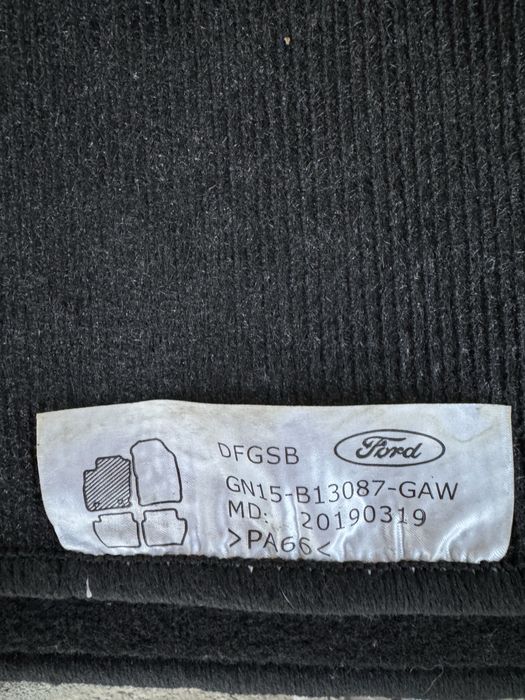 DFGSB Ford
GN15-B13087-GAW
MD: 20190319
>PA66<